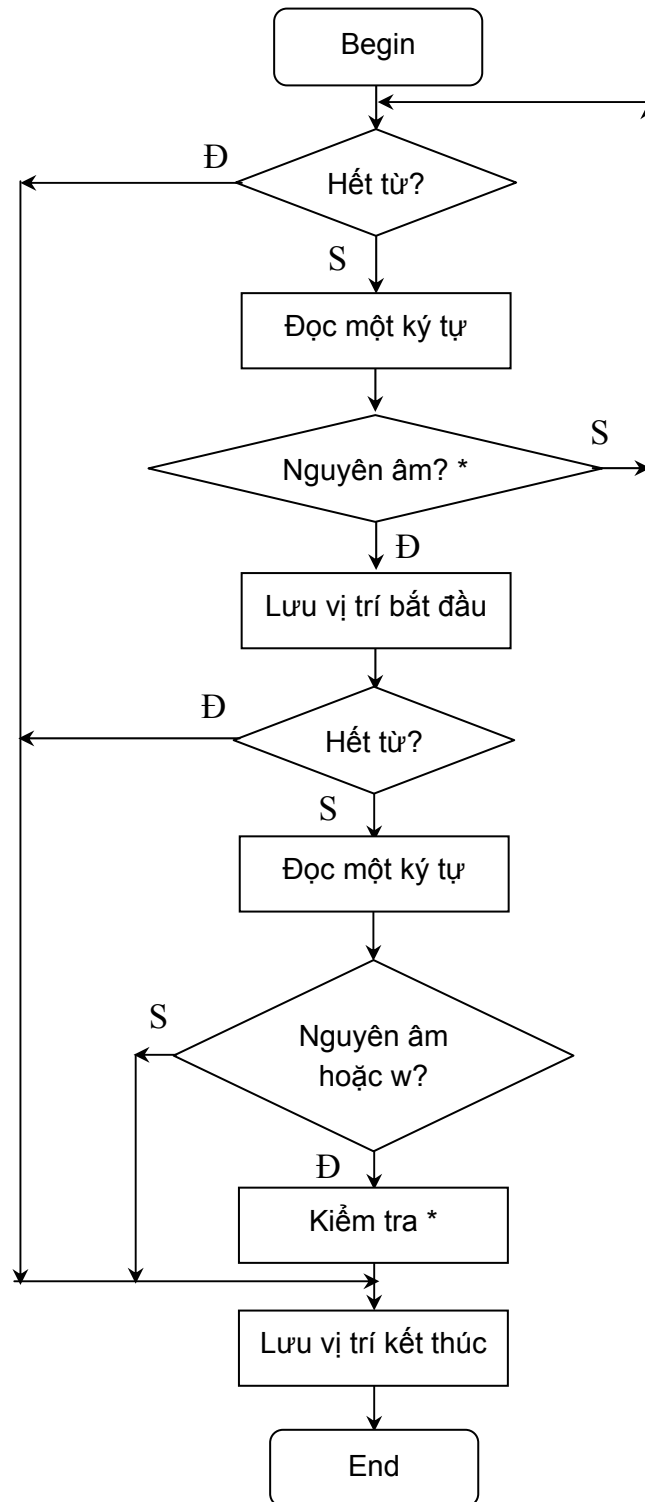 Begin
Đ
Hết từ?
S
Đọc một ký tự
S
Nguyên âm? *
Đ
Lưu vị trí bắt đầu
Đ
Hết từ?
S
Đọc một ký tự
S
Nguyên âm
hoặc w?
Đ
Kiểm tra *
Lưu vị trí kết thúc
End